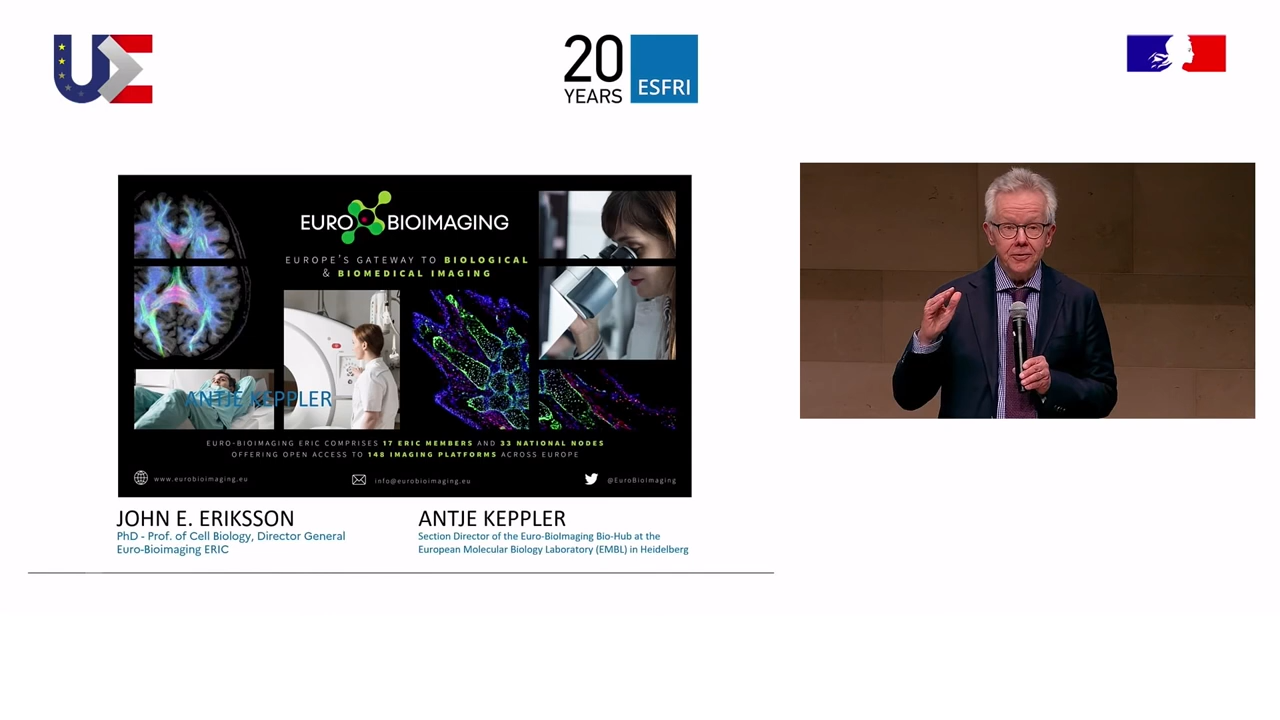 UE
20
YEARS
ESFRI
EURO BIOIMAGING
EUROPE'S GATEWAY TO BIOLOGICAL
& BIOMEDICAL IMAGING
ANTJE KEPPLER
EURO-BIOIMAGING ERIC COMPRISES 17 ERIC MEMBERS AND 33 NATIONAL NODES
OFFERING OPEN ACCESS TO 148 IMAGING PLATFORMS ACROSS EUROPE
www.eurobioimaging.eu
info@eurobioimaging.eu
@EuroBioImaging
JOHN E. ERIKSSON
PhD - Prof. of Cell Biology, Director General
Euro-Bioimaging ERIC
ANTJE KEPPLER
Section Director of the Euro-BioImaging Bio-Hub at the
European Molecular Biology Laboratory (EMBL) in Heidelberg